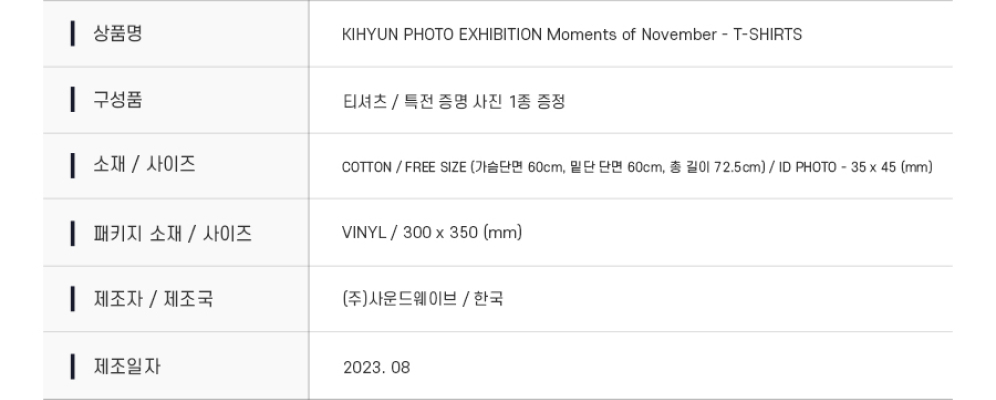 상품명 KIHYUN PHOTO EXHIBITION Moments of November - T-SHIRTS
구성품 티셔츠 / 특전 증명 사진 1종 증정
소재 / 사이즈 COTTON / FREE SIZE (가슴단면 60cm, 밑단 단면 60cm, 총 길이 72.5cm) / ID PHOTO - 35 x 45 (mm)
패키지 소재 / 사이즈 VINYL / 300 x 350 (mm)
제조자 / 제조국 (주)사운드웨이브 / 한국
제조일자 2023. 08